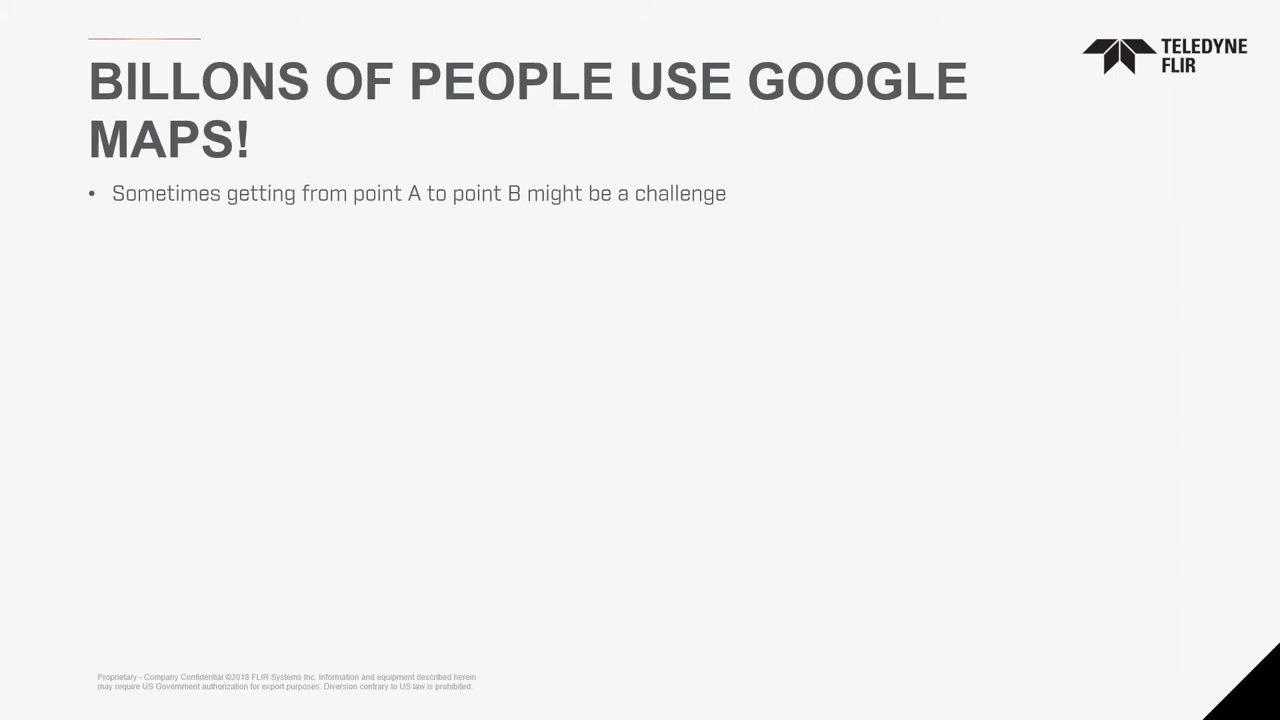 BILLONS OF PEOPLE USE GOOGLE
MAPS!
• Sometimes getting from point A to point B might be a challenge
TELEDYNE
FLIR
Proprietary - Company Confidential ©2018 FLIR Systems Inc. Information and equipment described herein
may require US Government authorization for export purposes. Diversion contrary to US law is prohibited.